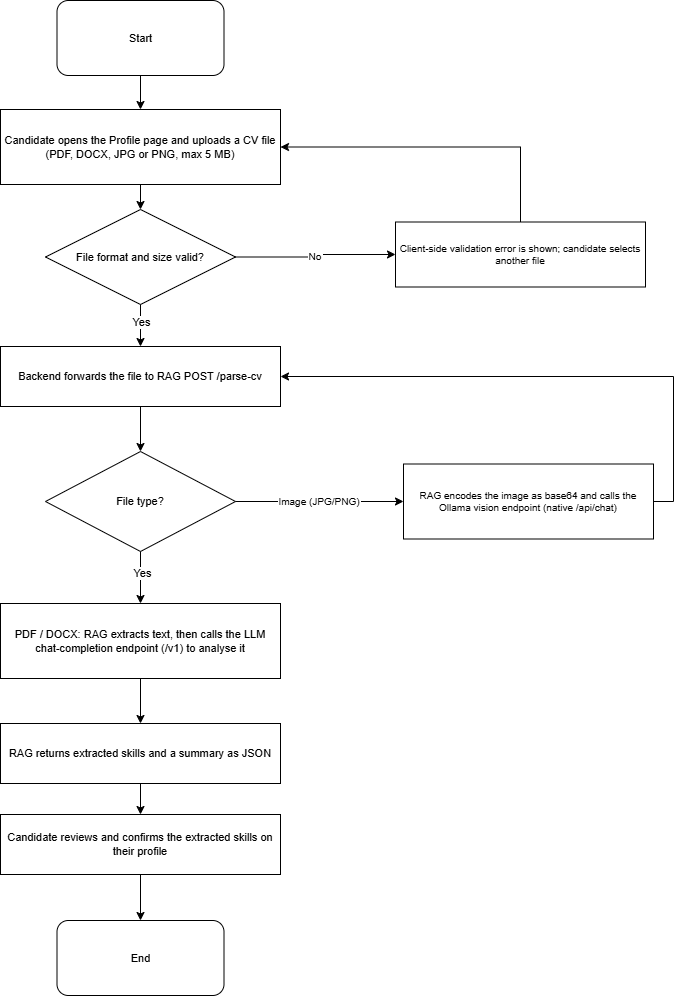 Start
Candidate opens the Profile page and uploads a CV file
(PDF, DOCX, JPG or PNG, max 5 MB)
File format and size valid?
No
Client-side validation error is shown; candidate selects
another file
Yes
Backend forwards the file to RAG POST /parse-cv
File type?
Image (JPG/PNG)
RAG encodes the image as base64 and calls the
Ollama vision endpoint (native /api/chat)
Yes
PDF / DOCX: RAG extracts text, then calls the LLM
chat-completion endpoint (/v1) to analyse it
RAG returns extracted skills and a summary as JSON
Candidate reviews and confirms the extracted skills on
their profile
End